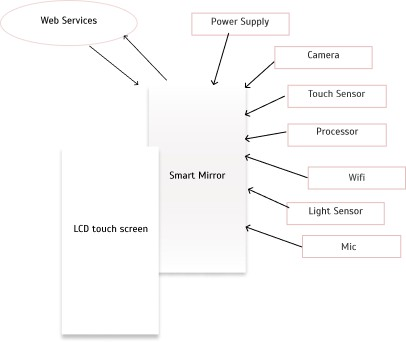 Web Services
Power Supply
Camera
Touch Sensor
Processor
Smart Mirror
Wifi
Light Sensor
LCD touch screen
Mic